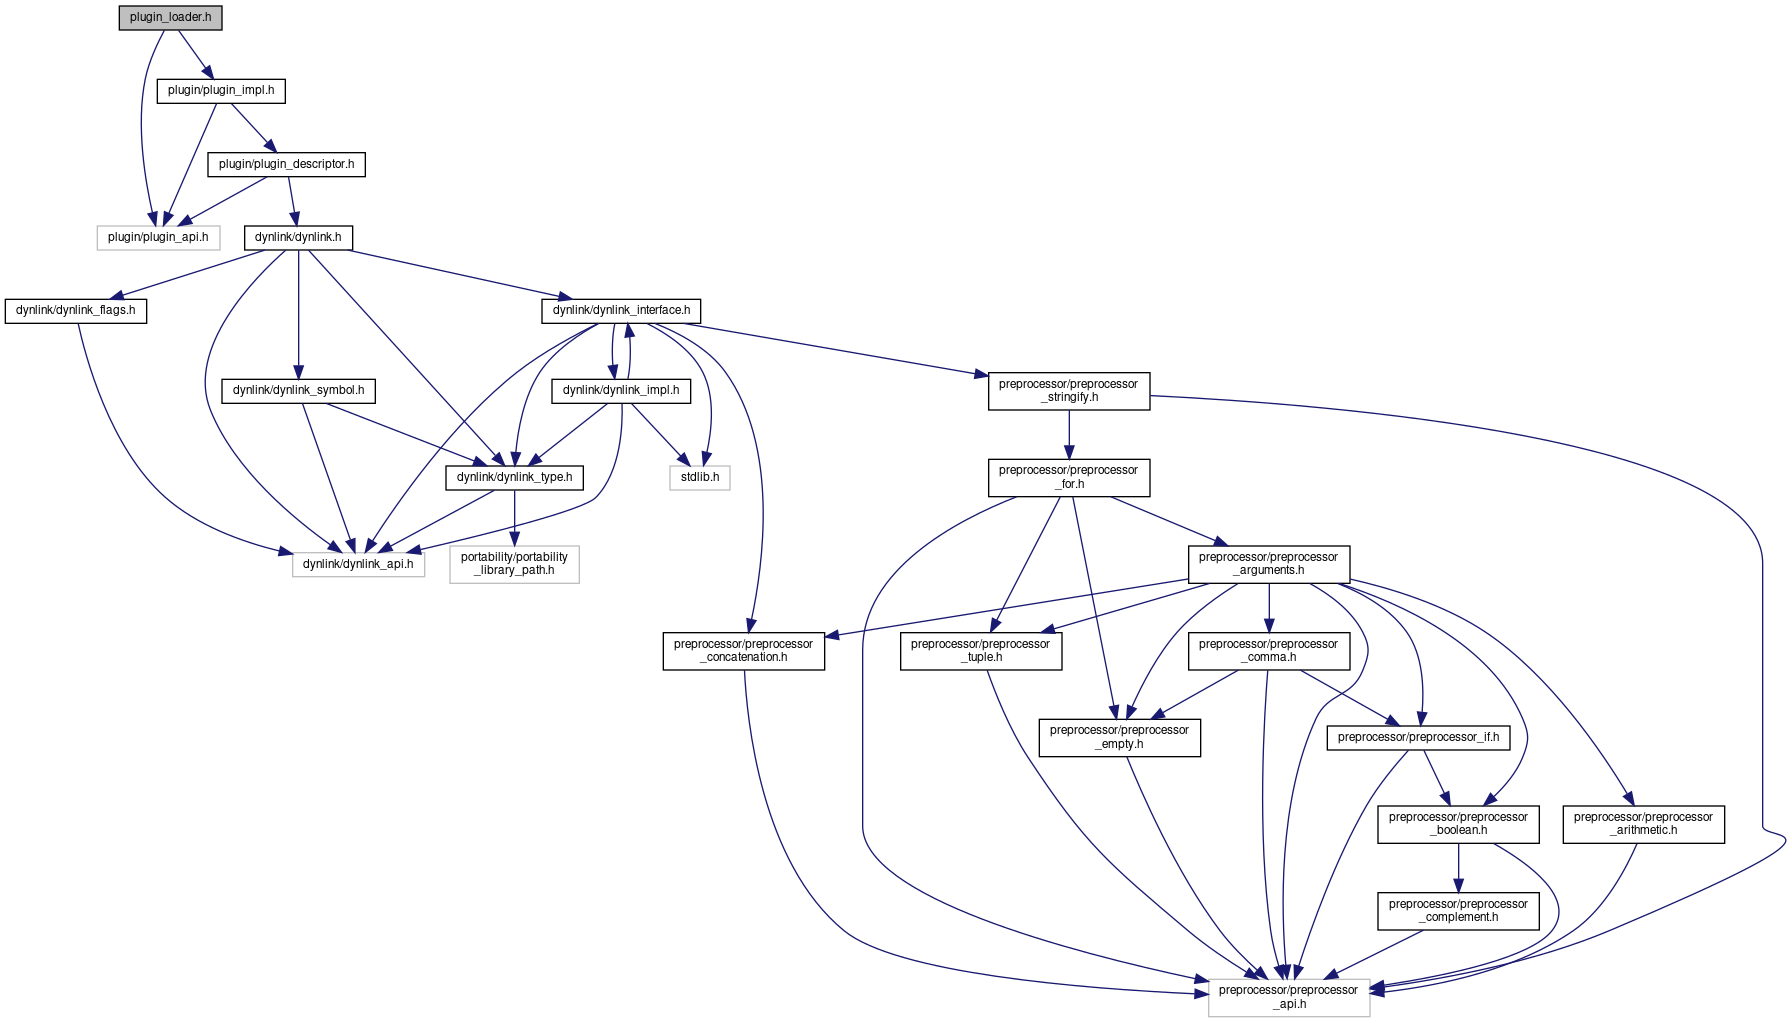 plugin_loader.h
plugin/plugin_impl.h
plugin/plugin_descriptor.h
plugin/plugin_api.h
dynlink/dynlink.h
dynlink/dynlink_flags.h
dynlink/dynlink_interface.h
dynlink/dynlink_symbol.h
dynlink/dynlink_impl.h
preprocessor/preprocessor
_stringify.h
dynlink/dynlink_type.h
stdlib.h
preprocessor/preprocessor
_for.h
dynlink/dynlink_api.h
portability/portability
_library_path.h
preprocessor/preprocessor
_arguments.h
preprocessor/preprocessor
_concatenation.h
preprocessor/preprocessor
_tuple.h
preprocessor/preprocessor
_comma.h
preprocessor/preprocessor
_empty.h
preprocessor/preprocessor_if.h
preprocessor/preprocessor
_boolean.h
preprocessor/preprocessor
_arithmetic.h
preprocessor/preprocessor
_complement.h
preprocessor/preprocessor
_api.h